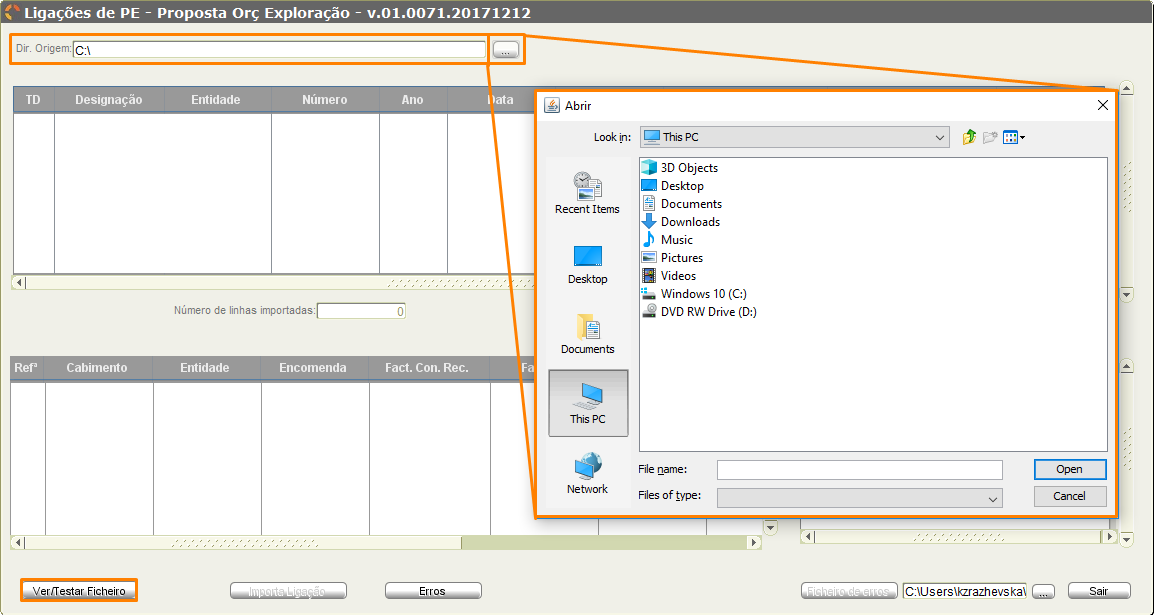 Ligações de PE - Proposta Orç Exploração - v.01.0071.20171212
Dir. Origem: C:\ ...
TD Designação Entidade Número Ano Data
Número de linhas importadas: 0
Refª Cabimento Entidade Encomenda Fact. Con. Rec. Fa
Abrir
Look in: This PC
Recent Items
Desktop
Documents
This PC
Network
3D Objects
Desktop
Documents
Downloads
Music
Pictures
Videos
Windows 10 (C:)
DVD RW Drive (D:)
File name: Open
Files of type: Cancel
Ver/Testar Ficheiro Importa Ligação Erros Ficheiro de erros C:\Users\kzrazhevska\ ... Sair